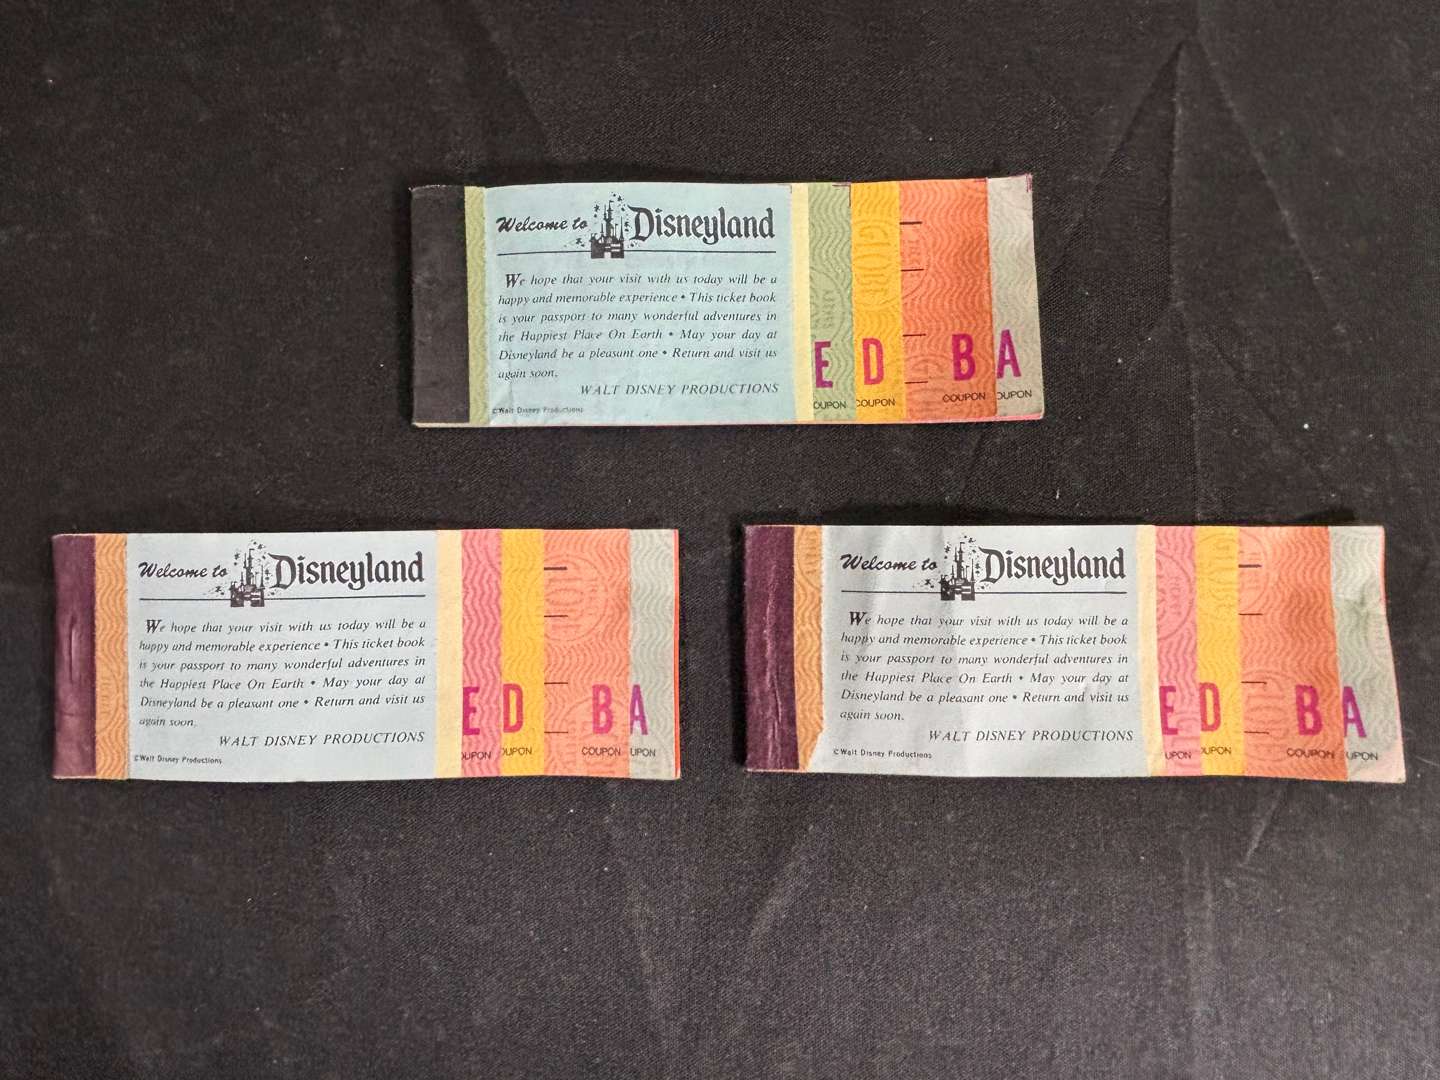 Welcome to Disneyland
We hope that your visit with us today will be a
happy and memorable experience • This ticket book
is your passport to many wonderful adventures in
the Happiest Place On Earth • May your day at
Disneyland be a pleasant one • Return and visit us
again soon.
WALT DISNEY PRODUCTIONS
©Walt Disney Productions
E D B A
OUPON COUPON COUPON OUPON
Welcome to Disneyland
We hope that your visit with us today will be a
happy and memorable experience • This ticket book
is your passport to many wonderful adventures in
the Happiest Place On Earth • May your day at
Disneyland be a pleasant one • Return and visit us
again soon.
WALT DISNEY PRODUCTIONS
©Walt Disney Productions
E D B A
UPON OUPON COUPON UPON
Welcome to Disneyland
We hope that your visit with us today will be a
happy and memorable experience • This ticket book
is your passport to many wonderful adventures in
the Happiest Place On Earth • May your day at
Disneyland be a pleasant one • Return and visit us
again soon.
WALT DISNEY PRODUCTIONS
©Walt Disney Productions
E D B A
UPON OUPON COUPON UPON